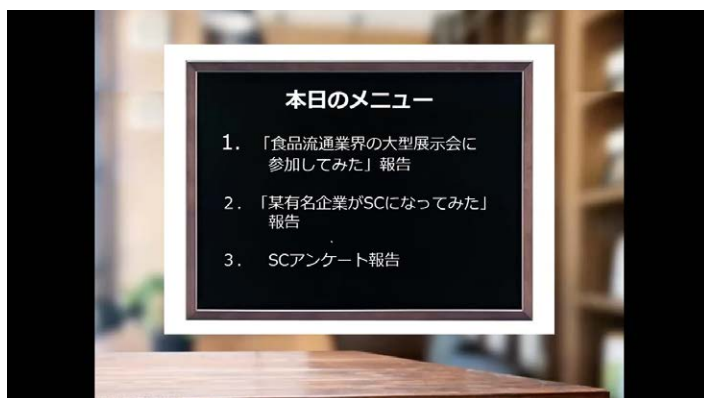 本日のメニュー
1. 「食品流通業界の大型展示会に
参加してみた」報告
2. 「某有名企業がSCになってみた」
報告
3. SCアンケート報告